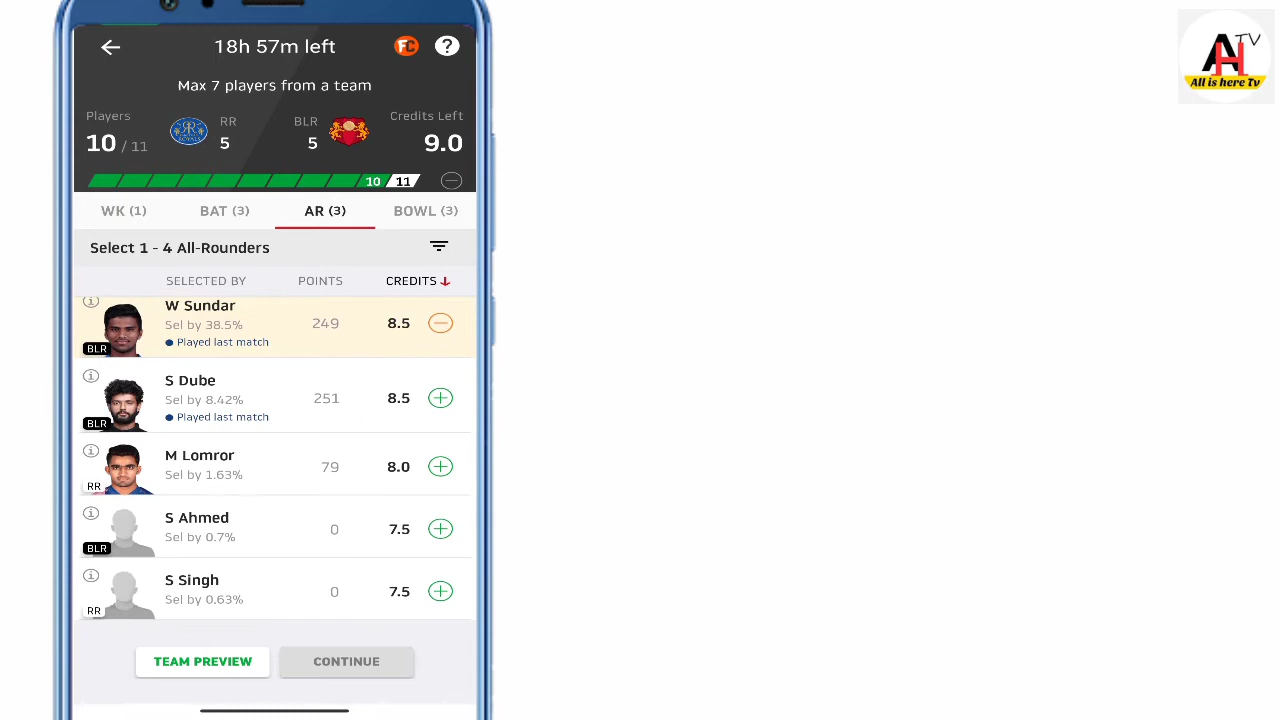 18h 57m left
FC
?
Max 7 players from a team
Players
10 / 11
RR
5
BLR
5
Credits Left
9.0
10
11
WK (1)
BAT (3)
AR (3)
BOWL (3)
Select 1 - 4 All-Rounders
SELECTED BY
POINTS
CREDITS
W Sundar
Sel by 38.5%
Played last match
BLR
249
8.5
S Dube
Sel by 8.42%
Played last match
BLR
251
8.5
M Lomror
Sel by 1.63%
RR
79
8.0
S Ahmed
Sel by 0.7%
BLR
0
7.5
S Singh
Sel by 0.63%
RR
0
7.5
TEAM PREVIEW
CONTINUE
AH TV
All is here Tv